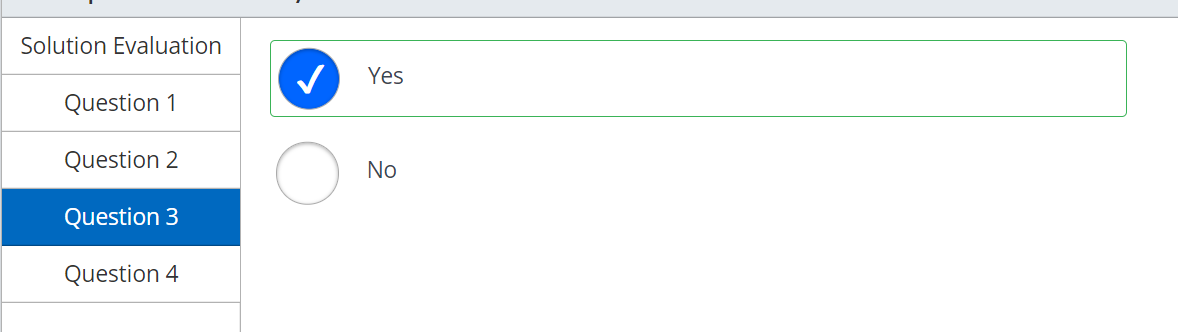 Solution Evaluation
Question 1
Question 2
Question 3
Question 4
Yes
No